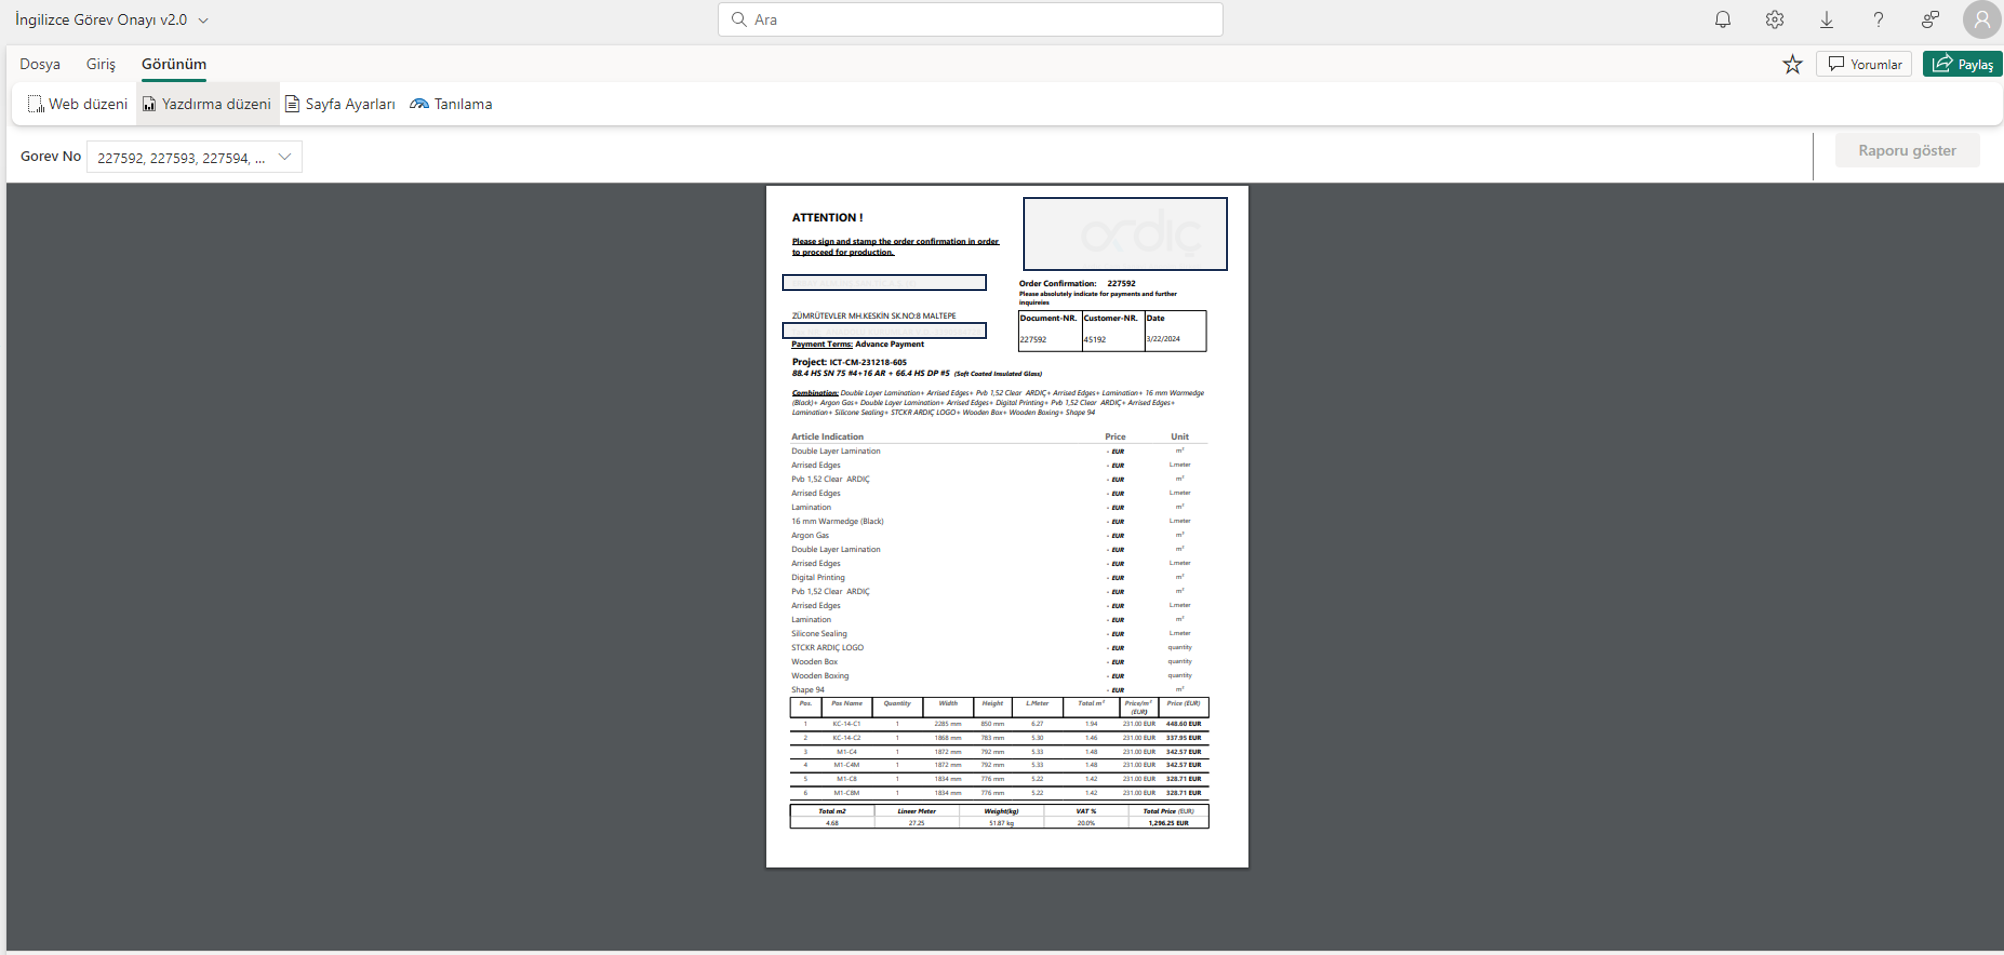 İngilizce Görev Onayı v2.0
Ara
Dosya Giriş Görünüm
Yorumlar Paylaş
Web düzeni Yazdırma düzeni Sayfa Ayarları Tanılama
Gorev No 227592, 227593, 227594, ...
Raporu göster
ATTENTION !
ardıç
Please sign and stamp the order confirmation in order
to proceed for production.
Order Confirmation: 227592
Please absolutely indicate for payments and further
inquireies
ZÜMRÜTEVLER MH.KESKİN SK.NO:8 MALTEPE
Document-NR. Customer-NR. Date
227592 45192 3/22/2024
Payment Terms: Advance Payment
Project: ICT-CM-231218-605
88.4 HS SN 75 #4+16 AR + 66.4 HS DP #5 (Soft Coated Insulated Glass)
Combination: Double Layer Lamination+ Arrised Edges+ Pvb 1,52 Clear ARDIÇ+ Arrised Edges+ Lamination+ 16 mm Warmedge
(Black)+ Argon Gas+ Double Layer Lamination+ Arrised Edges+ Digital Printing+ Pvb 1,52 Clear ARDIÇ+ Arrised Edges+
Lamination+ Silicone Sealing+ STCKR ARDIÇ LOGO+ Wooden Box+ Wooden Boxing+ Shape 94
Article Indication Price Unit
Double Layer Lamination - EUR m²
Arrised Edges - EUR L.meter
Pvb 1,52 Clear ARDIÇ - EUR m²
Arrised Edges - EUR L.meter
Lamination - EUR m²
16 mm Warmedge (Black) - EUR L.meter
Argon Gas - EUR m²
Double Layer Lamination - EUR m²
Arrised Edges - EUR L.meter
Digital Printing - EUR m²
Pvb 1,52 Clear ARDIÇ - EUR m²
Arrised Edges - EUR L.meter
Lamination - EUR m²
Silicone Sealing - EUR L.meter
STCKR ARDIÇ LOGO - EUR quantity
Wooden Box - EUR quantity
Wooden Boxing - EUR quantity
Shape 94 - EUR m²
Pos. Pos Name Quantity Width Height L.Meter Total m² Price/m² (EUR) Price (EUR)
1 KC-14-C1 1 2285 mm 850 mm 6.27 1.94 231.00 EUR 448.60 EUR
2 KC-14-C2 1 1868 mm 783 mm 5.30 1.46 231.00 EUR 337.95 EUR
3 M1-C4 1 1872 mm 792 mm 5.33 1.48 231.00 EUR 342.57 EUR
4 M1-C4M 1 1872 mm 792 mm 5.33 1.48 231.00 EUR 342.57 EUR
5 M1-C8 1 1834 mm 776 mm 5.22 1.42 231.00 EUR 328.71 EUR
6 M1-C8M 1 1834 mm 776 mm 5.22 1.42 231.00 EUR 328.71 EUR
Total m2 Linear Meter Weight(kg) VAT % Total Price (EUR)
4.68 27.25 51.87 kg 20.0% 1,296.25 EUR